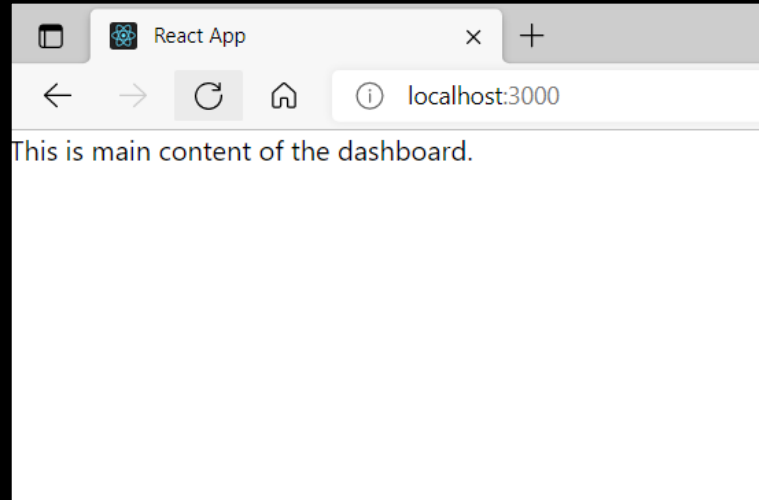 React App
localhost:3000
This is main content of the dashboard.